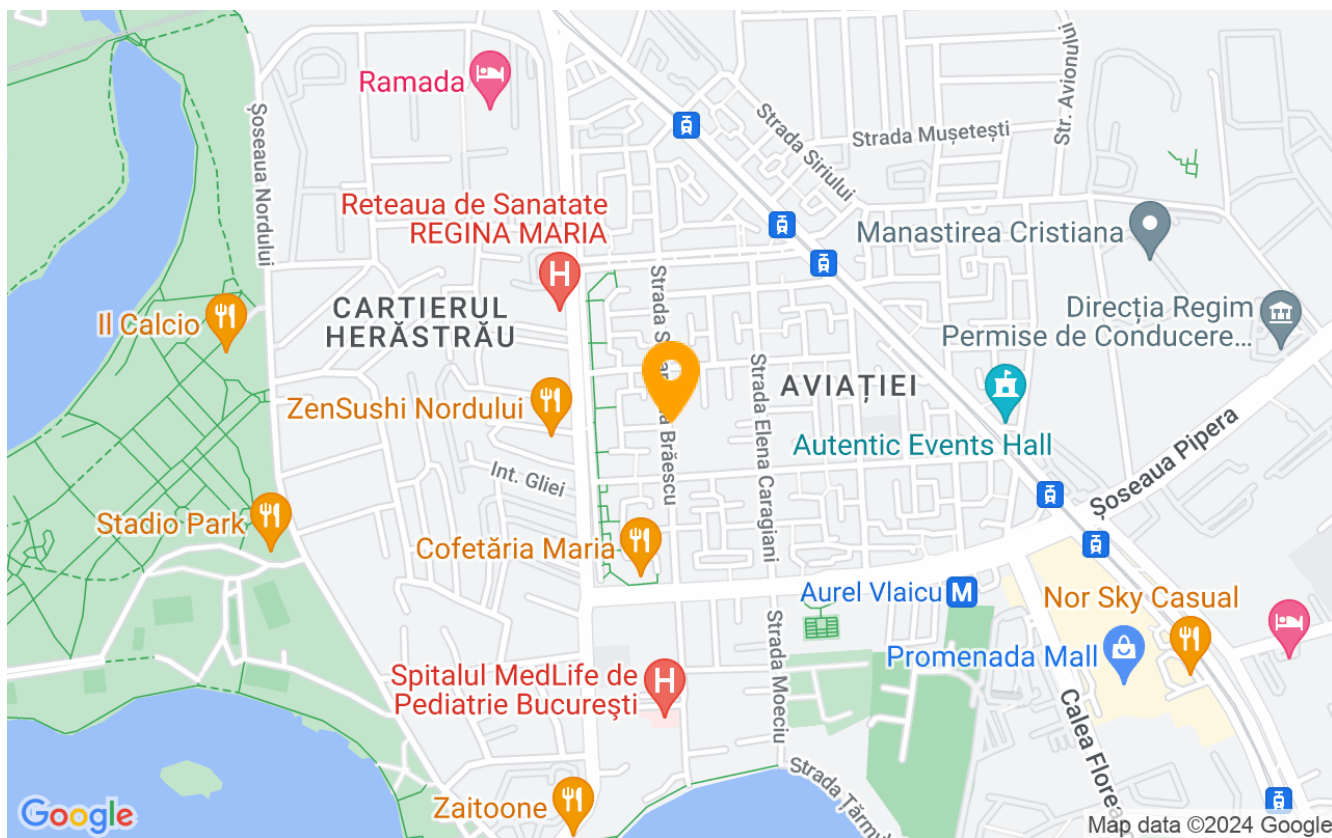 Ramada
Str. Avionului
Strada Mușetești
Șoseaua Nordului
Strada Siriului
Reteaua de Sanatate
REGINA MARIA
Manastirea Cristiana
CARTIERUL
HERĂSTRĂU
Il Calcio
Direcția Regim
Permise de Conducere...
AVIAȚIEI
ZenSushi Nordului
Strada Elena Caragiani
Brăescu
Autentic Events Hall
Int. Gliei
Șoseaua Pipera
Stadio Park
Cofetăria Maria
Aurel Vlaicu
M
Nor Sky Casual
Promenada Mall
Spitalul MedLife de
Pediatrie Bucureşti
Strada Moeciu
Calea Florea
Zaitoone
Google
Map data ©2024 Google